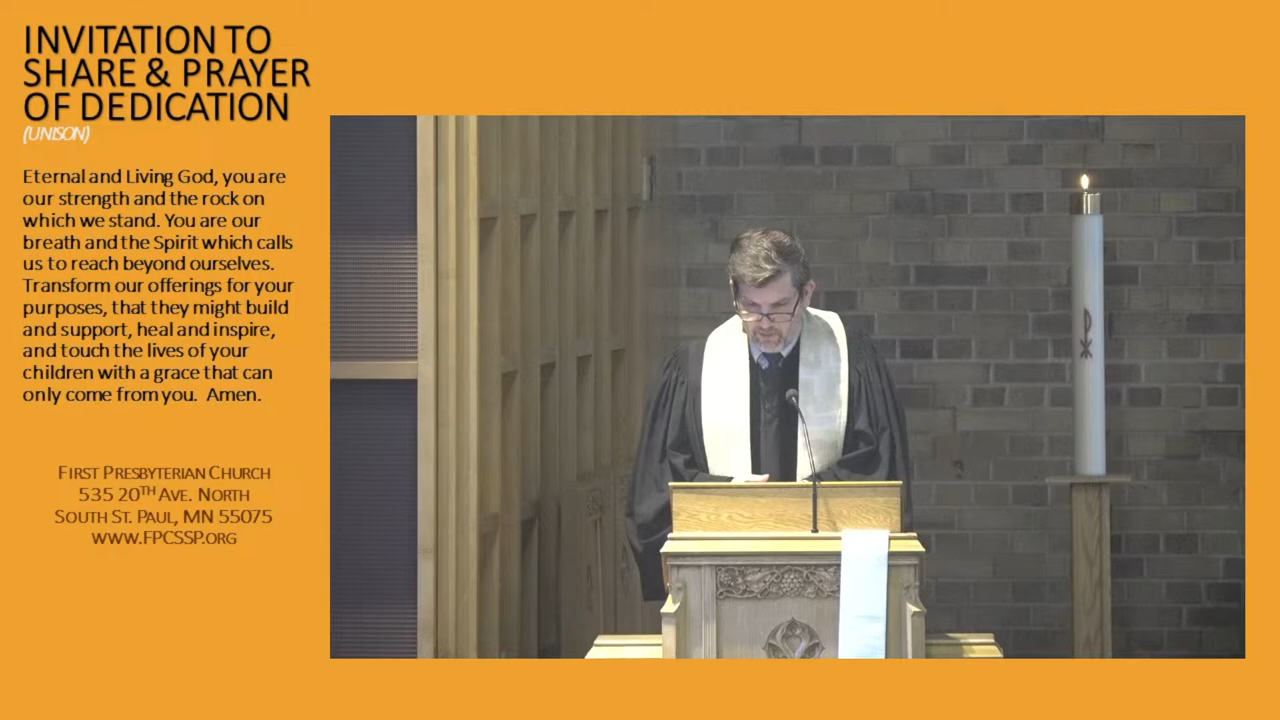 INVITATION TO
SHARE & PRAYER
OF DEDICATION
(UNISON)
Eternal and Living God, you are
our strength and the rock on
which we stand. You are our
breath and the Spirit which calls
us to reach beyond ourselves.
Transform our offerings for your
purposes, that they might build
and support, heal and inspire,
and touch the lives of your
children with a grace that can
only come from you. Amen.
FIRST PRESBYTERIAN CHURCH
535 20TH AVE. NORTH
SOUTH ST. PAUL, MN 55075
WWW.FPCSSP.ORG